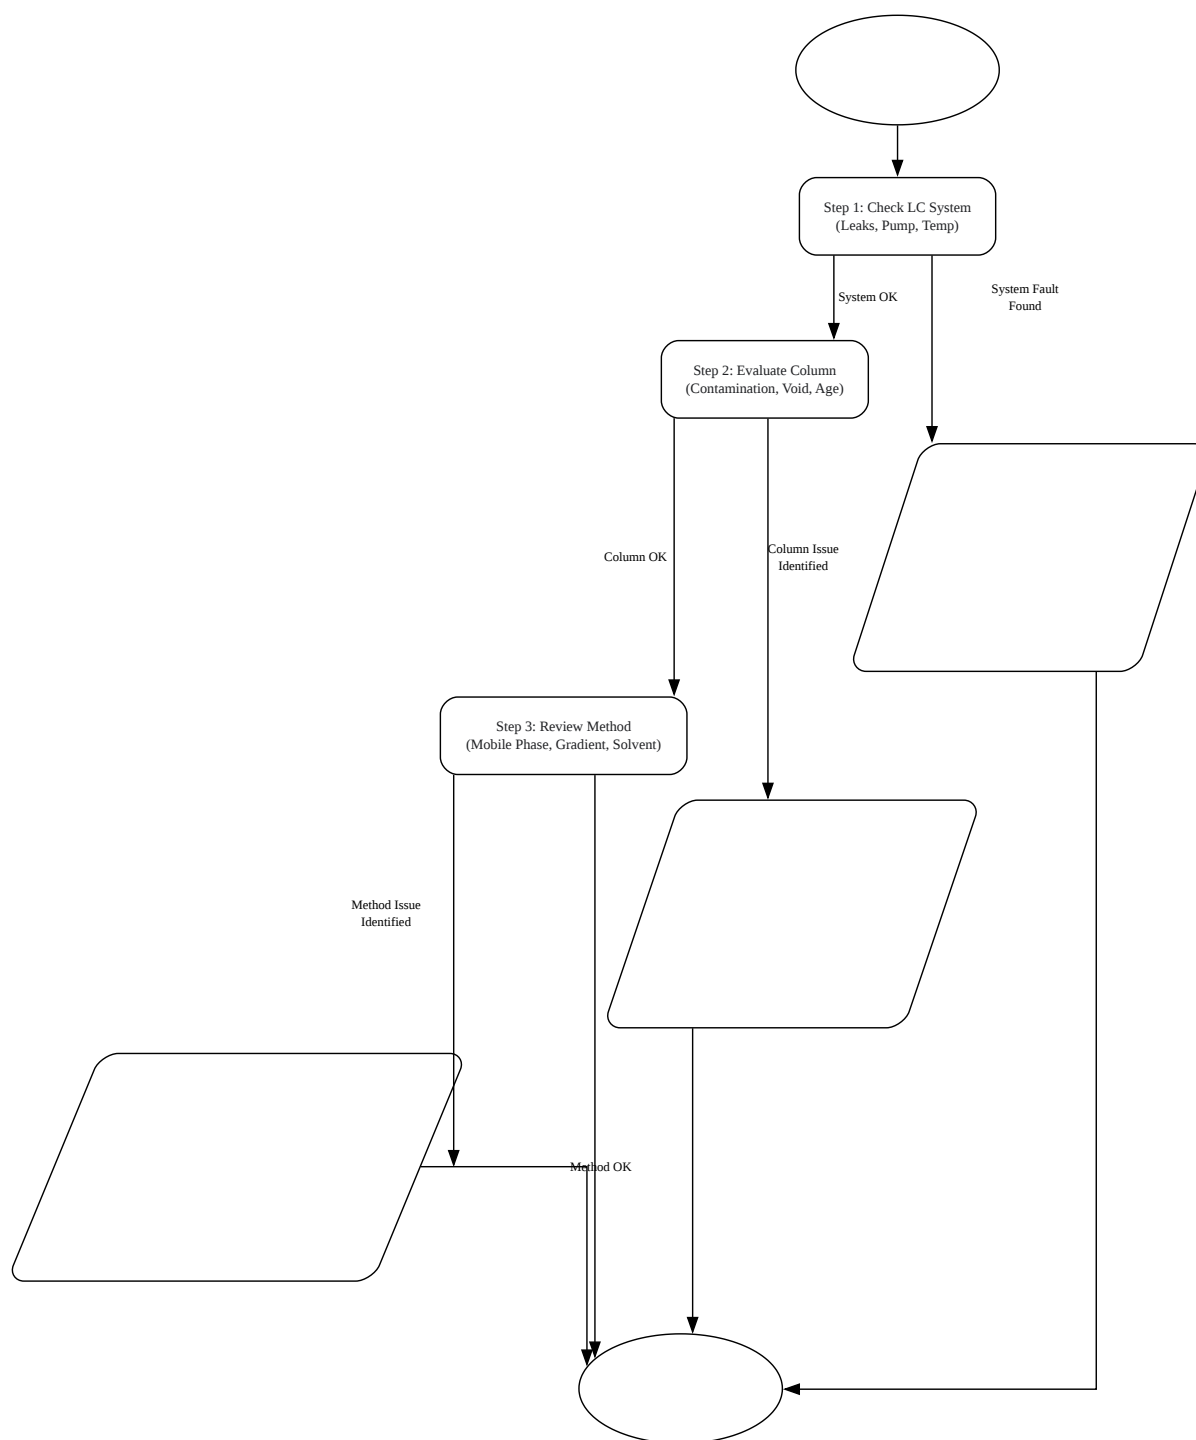 Step 1: Check LC System
(Leaks, Pump, Temp)
System OK
System Fault
Found
Step 2: Evaluate Column
(Contamination, Void, Age)
Column OK
Column Issue
Identified
Step 3: Review Method
(Mobile Phase, Gradient, Solvent)
Method Issue
Identified
Method OK